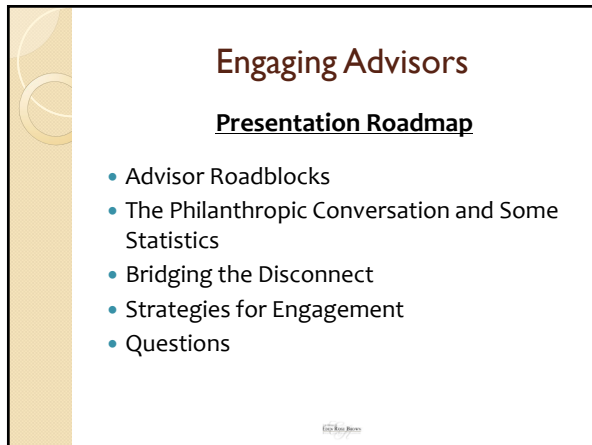 Engaging Advisors
Presentation Roadmap
• Advisor Roadblocks
• The Philanthropic Conversation and Some
Statistics
• Bridging the Disconnect
• Strategies for Engagement
• Questions